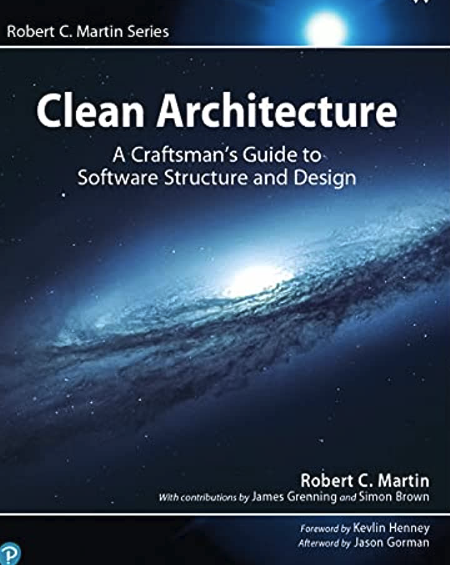 Robert C. Martin Series
Clean Architecture
A Craftsman's Guide to
Software Structure and Design
Robert C. Martin
With contributions by James Grenning and Simon Brown
Foreword by Kevlin Henney
Afterword by Jason Gorman
P